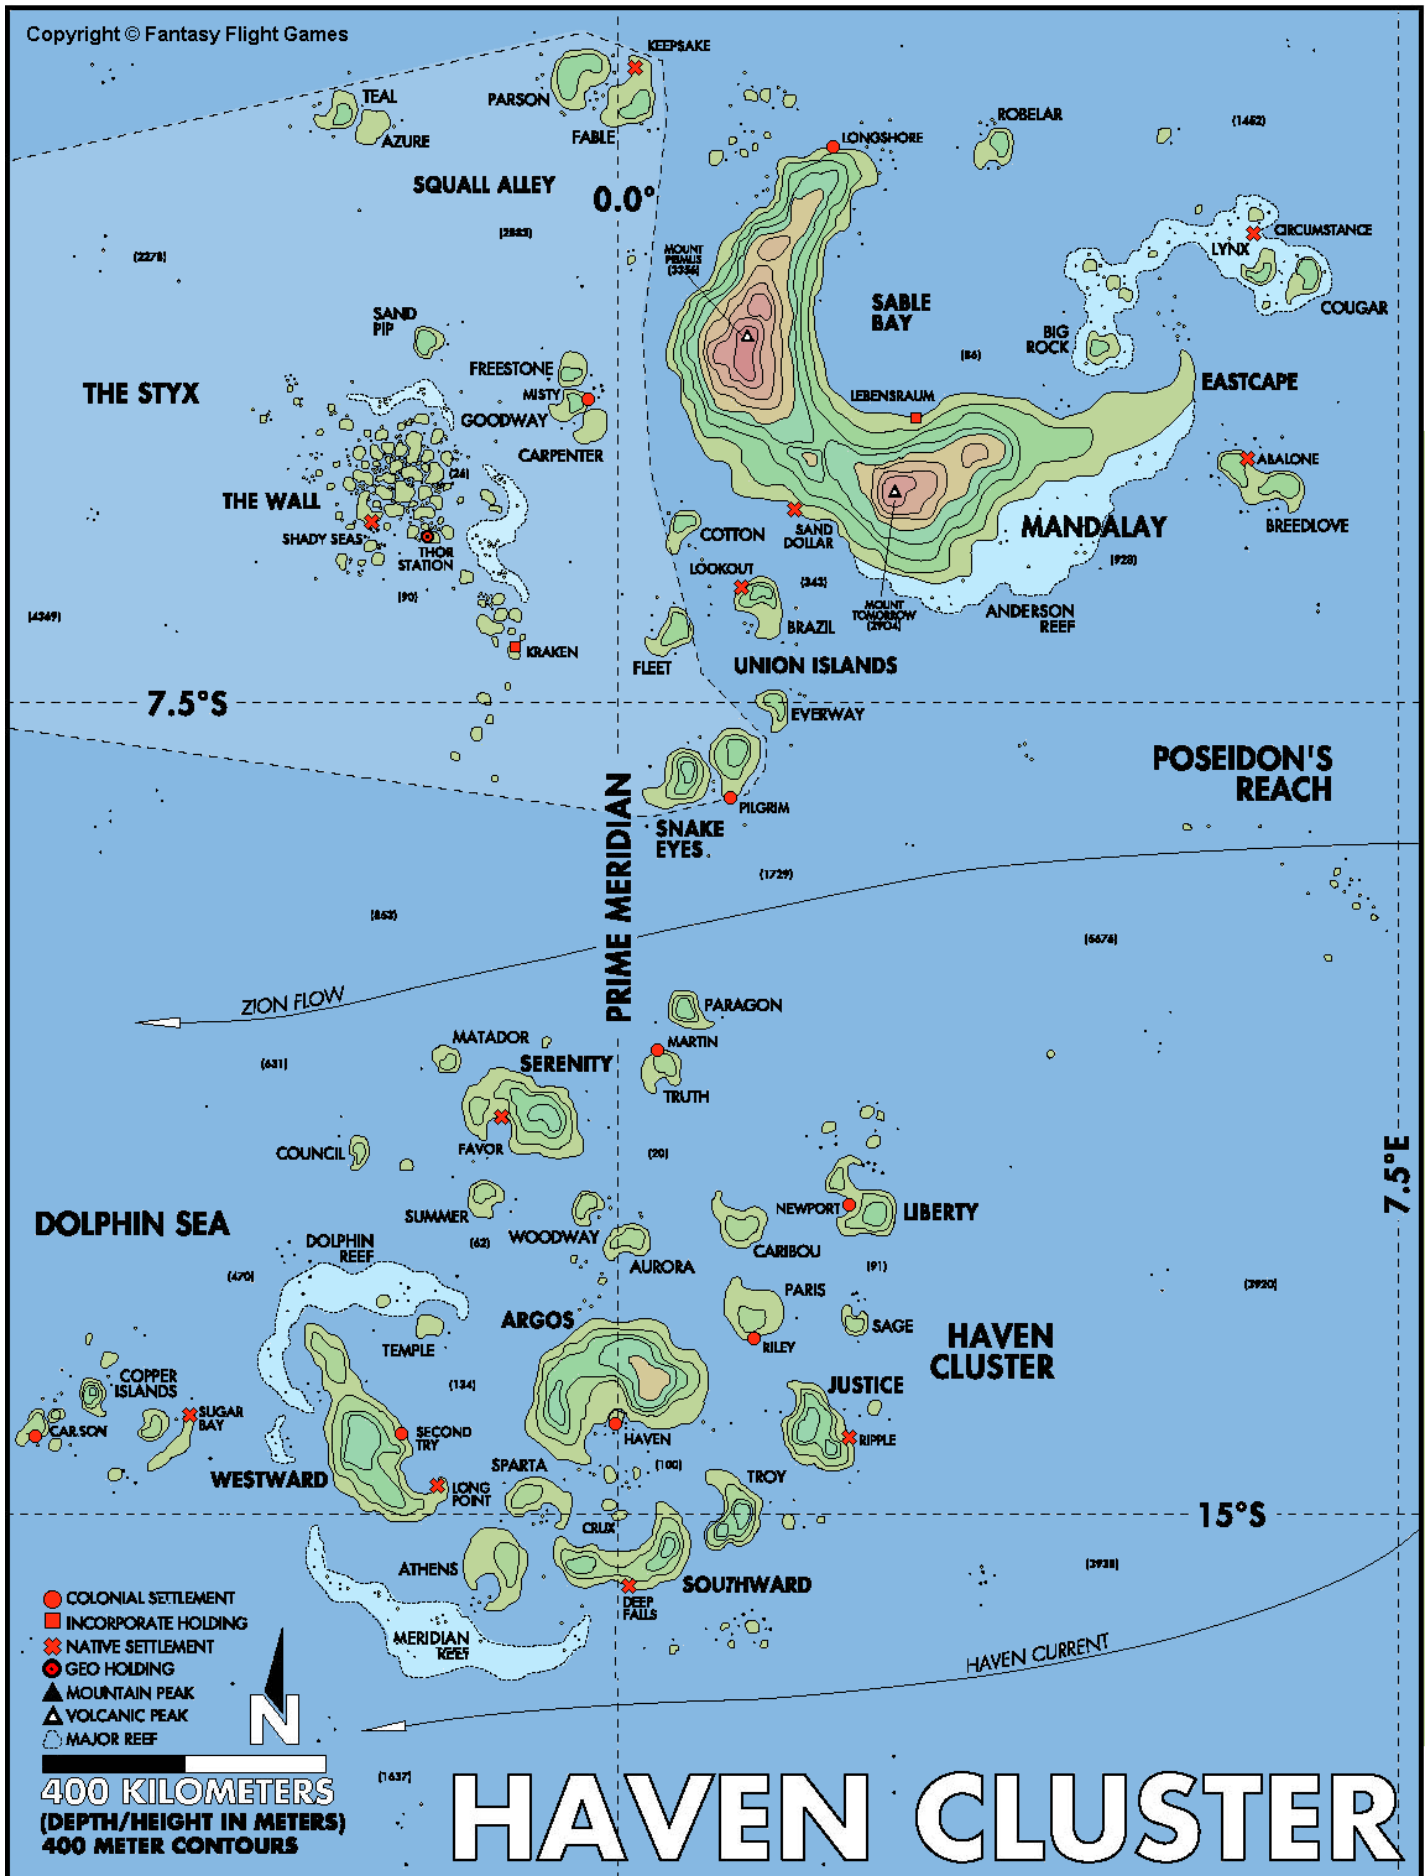 Copyright © Fantasy Flight Games
KEEPSAKE
TEAL
PARSON
AZURE
FABLE
ROBELAR
(1452)
LONGSHORE
SQUALL ALLEY
0.0°
(2883)
(2278)
MOUNT
PRIMUS
(3356)
CIRCUMSTANCE
LYNX
COUGAR
SABLE
BAY
SAND
PIP
BIG
ROCK
(86)
FREESTONE
EASTCAPE
THE STYX
MISTY
LEBENSRAUM
GOODWAY
CARPENTER
ABALONE
(26)
THE WALL
BREEDLOVE
MANDALAY
COTTON
SAND
DOLLAR
SHADY SEAS
THOR
STATION
(928)
LOOKOUT
(343)
(90)
MOUNT
TOMORROW
(2904)
ANDERSON
REEF
(4369)
BRAZIL
KRAKEN
FLEET
UNION ISLANDS
7.5°S
EVERWAY
POSEIDON'S
REACH
PILGRIM
SNAKE
EYES
PRIME MERIDIAN
(1729)
(853)
(5676)
ZION FLOW
PARAGON
MATADOR
MARTIN
(631)
SERENITY
TRUTH
FAVOR
COUNCIL
(20)
7.5°E
NEWPORT
LIBERTY
DOLPHIN SEA
SUMMER
WOODWAY
(62)
DOLPHIN
REEF
CARIBOU
AURORA
(91)
(470)
(3920)
PARIS
ARGOS
SAGE
HAVEN
CLUSTER
TEMPLE
RILEY
COPPER
ISLANDS
(134)
JUSTICE
SUGAR
BAY
CARSON
SECOND
TRY
HAVEN
RIPPLE
(100)
SPARTA
WESTWARD
TROY
LONG
POINT
15°S
CRUX
ATHENS
(3938)
SOUTHWARD
DEEP
FALLS
MERIDIAN
REEF
HAVEN CURRENT
COLONIAL SETTLEMENT
INCORPORATE HOLDING
NATIVE SETTLEMENT
GEO HOLDING
MOUNTAIN PEAK
VOLCANIC PEAK
MAJOR REEF
N
400 KILOMETERS
(DEPTH/HEIGHT IN METERS)
400 METER CONTOURS
(1637)
HAVEN CLUSTER